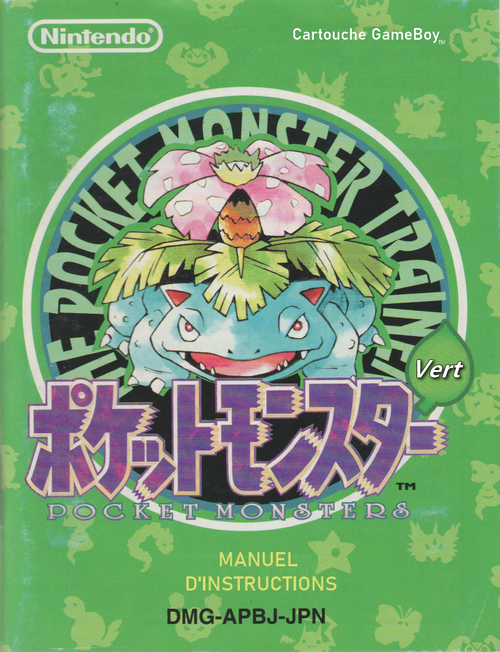 Nintendo
Cartouche GameBoy™
THE POCKET MONSTER TRAINER
Vert
ポケットモンスター™
POCKET MONSTERS
MANUEL
D'INSTRUCTIONS
DMG-APBJ-JPN